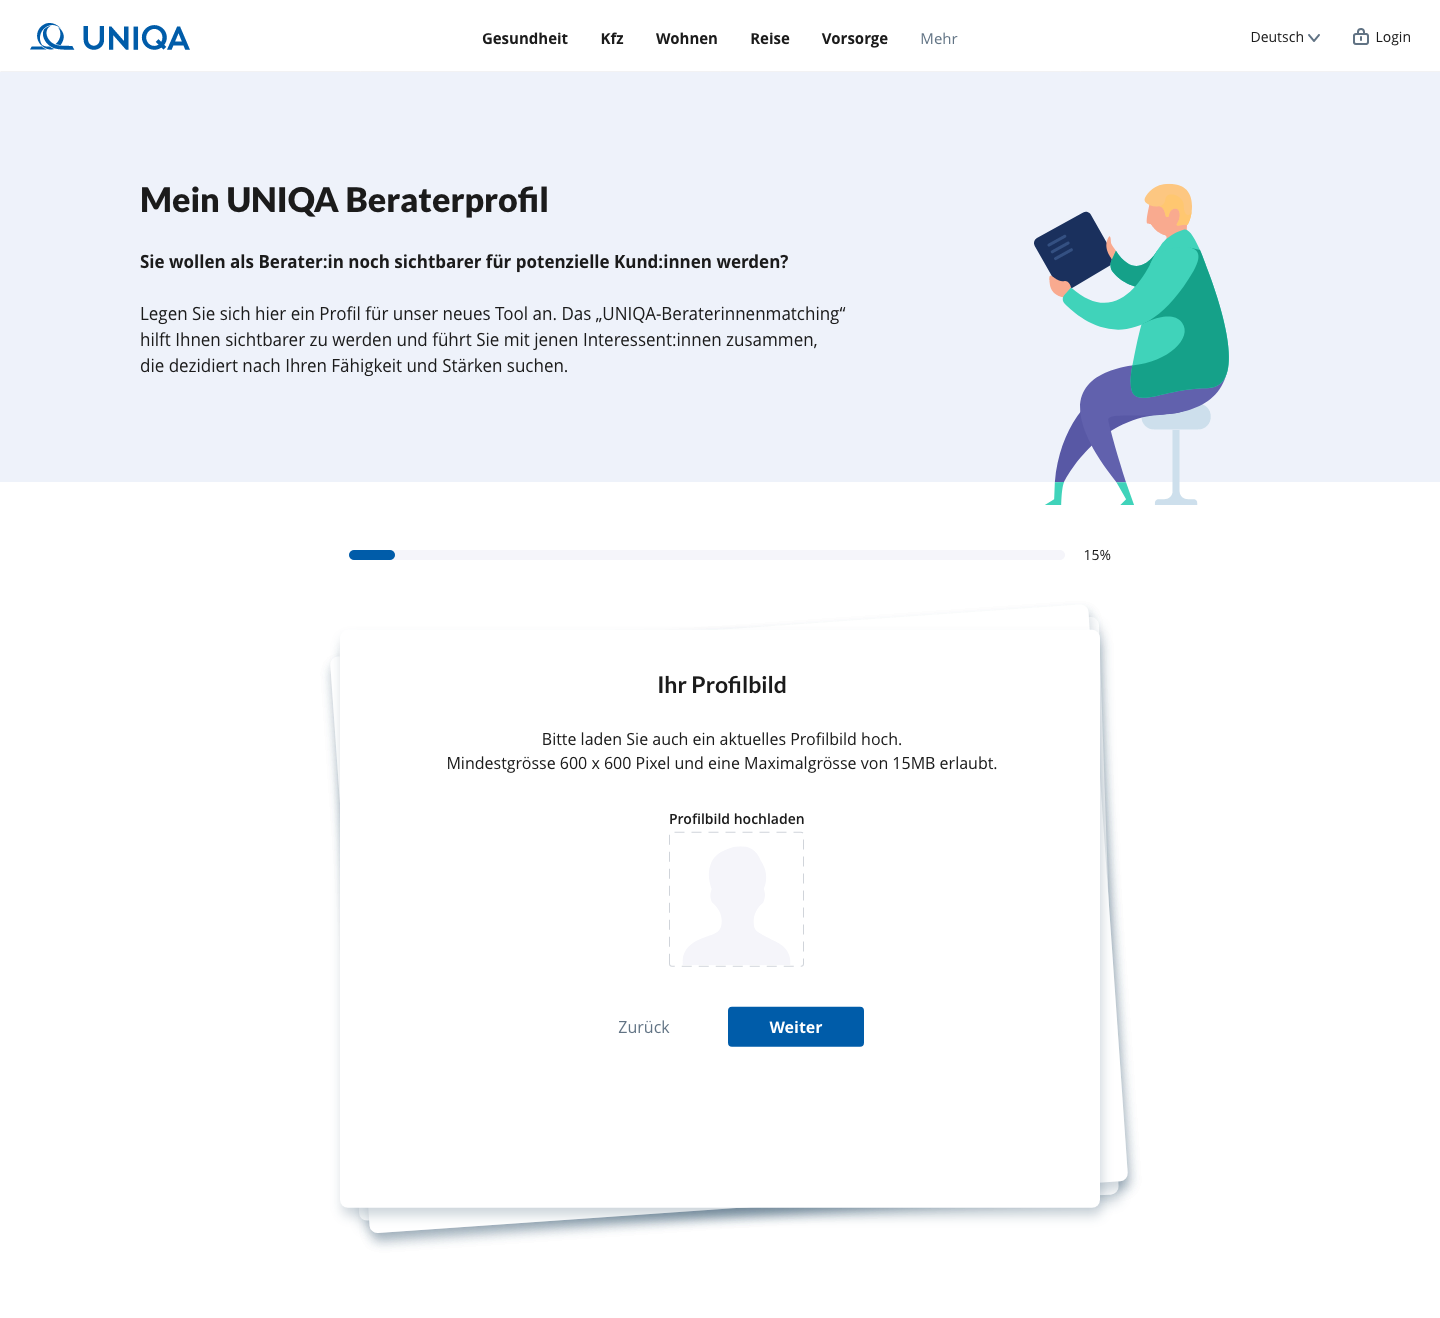 UNIQA
Gesundheit Kfz Wohnen Reise Vorsorge Mehr
Deutsch Login
Mein UNIQA Beraterprofil
Sie wollen als Berater:in noch sichtbarer für potenzielle Kund:innen werden?
Legen Sie sich hier ein Profil für unser neues Tool an. Das „UNIQA-Beraterinnenmatching“
hilft Ihnen sichtbarer zu werden und führt Sie mit jenen Interessent:innen zusammen,
die dezidiert nach Ihren Fähigkeit und Stärken suchen.
15%
Ihr Profilbild
Bitte laden Sie auch ein aktuelles Profilbild hoch.
Mindestgrösse 600 x 600 Pixel und eine Maximalgrösse von 15MB erlaubt.
Profilbild hochladen
Zurück Weiter